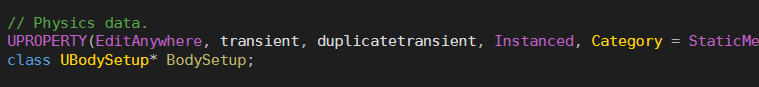 // Physics data.
UPROPERTY(EditAnywhere, transient, duplicatetransient, Instanced, Category = StaticMe
class UBodySetup* BodySetup;